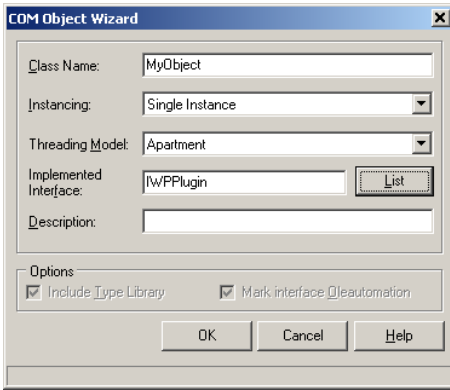 COM Object Wizard
Class Name: MyObject
Instancing: Single Instance
Threading Model: Apartment
Implemented
Interface: IWPPlugin List
Description:
Options
Include Type Library Mark interface Oleautomation
OK Cancel Help